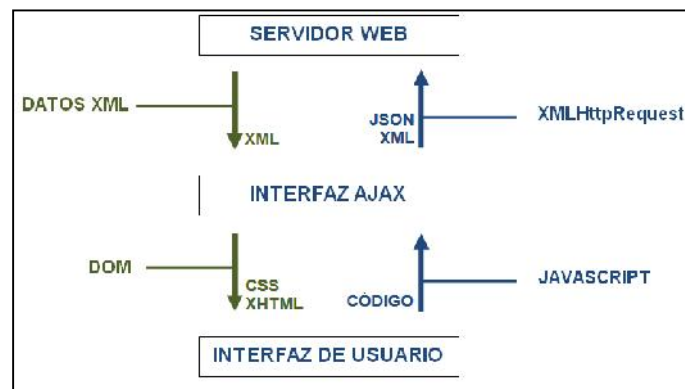 SERVIDOR WEB
DATOS XML
XML
JSON
XML
XMLHttpRequest
INTERFAZ AJAX
DOM
CSS
XHTML
CÓDIGO
JAVASCRIPT
INTERFAZ DE USUARIO